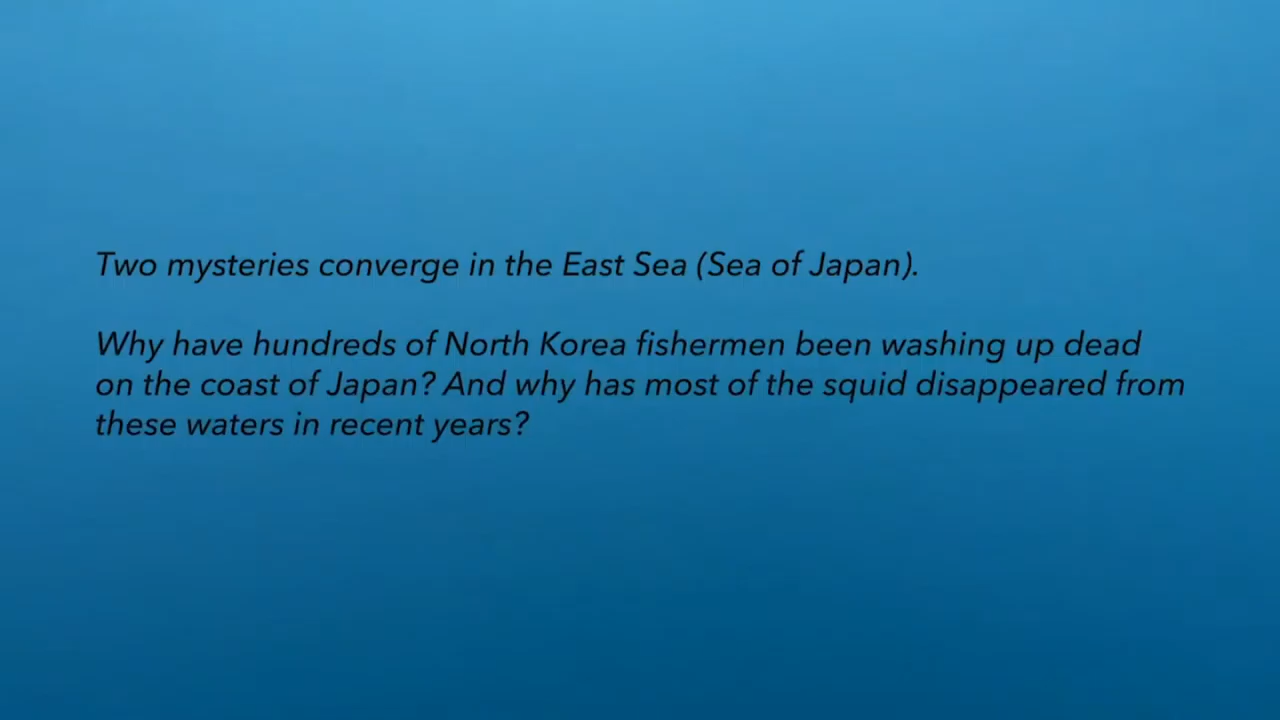 Two mysteries converge in the East Sea (Sea of Japan).
Why have hundreds of North Korea fishermen been washing up dead
on the coast of Japan? And why has most of the squid disappeared from
these waters in recent years?